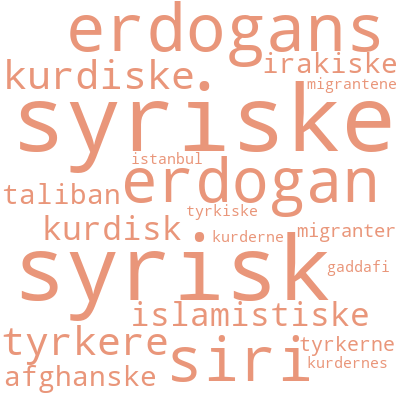 erdogans
kurdiske
irakiske
migrantene
syriske
istanbul
taliban
erdogan
tyrkiske
kurdisk
kurderne
migranter
syrisk
gaddafi
islamistiske
tyrkere
siri
tyrkerne
afghanske
kurdernes